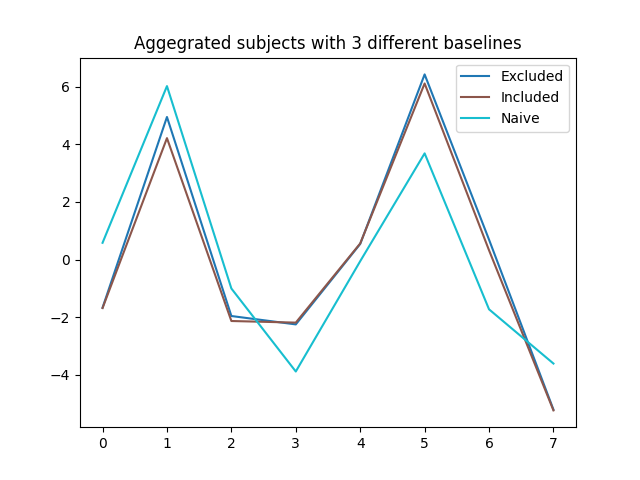 Aggegrated subjects with 3 different baselines
Excluded
Included
Naive
6
4
2
0
−2
−4
0 1 2 3 4 5 6 7